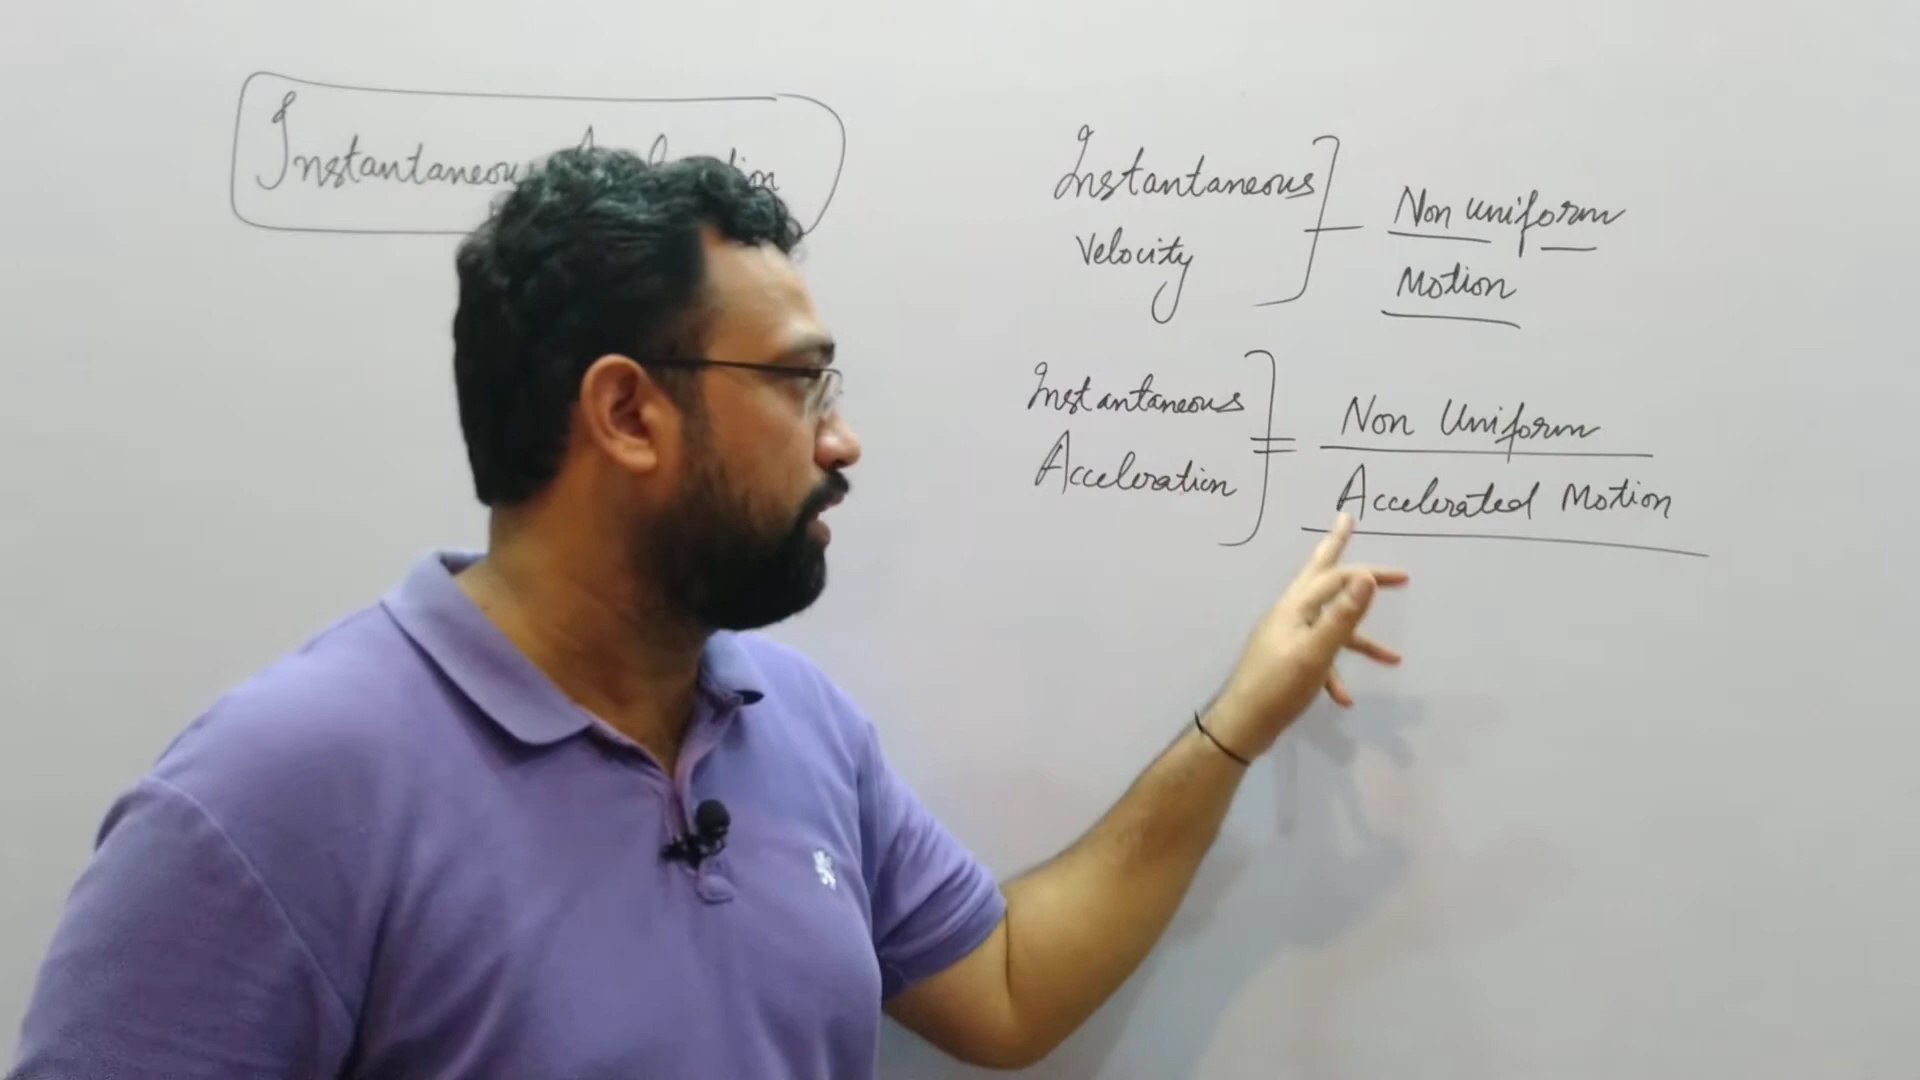 Instantaneous
Instantaneous
Velocity
Non uniform
Motion
Instantaneous
Acceleration
Non Uniform
Accelerated Motion